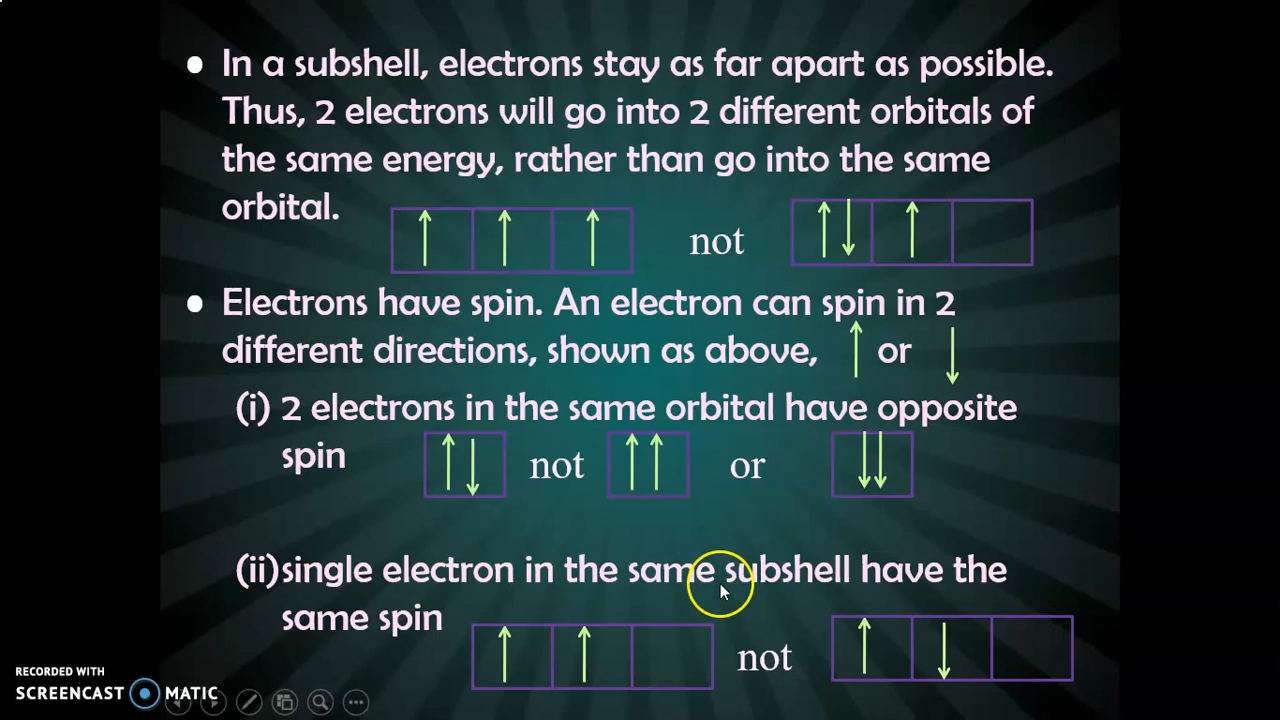 • In a subshell, electrons stay as far apart as possible.
Thus, 2 electrons will go into 2 different orbitals of
the same energy, rather than go into the same
orbital.
↑ ↑ ↑ not ↑↓ ↑
• Electrons have spin. An electron can spin in 2
different directions, shown as above, ↑ or ↓
(i) 2 electrons in the same orbital have opposite
spin ↑↓ not ↑↑ or ↓↓
(ii)single electron in the same subshell have the
same spin
↑ ↑ not ↑ ↓
RECORDED WITH
SCREENCAST MATIC